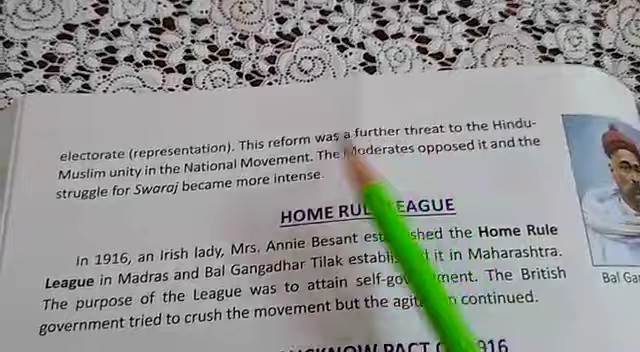 electorate (representation). This reform was a further threat to the Hindu-
Muslim unity in the National Movement. The Moderates opposed it and the
struggle for Swaraj became more intense.
HOME RULE LEAGUE
In 1916, an Irish lady, Mrs. Annie Besant established the Home Rule
League in Madras and Bal Gangadhar Tilak established it in Maharashtra.
The purpose of the League was to attain self-government. The British
government tried to crush the movement but the agitation continued.
LUCKNOW PACT OF 1916
Bal Gan